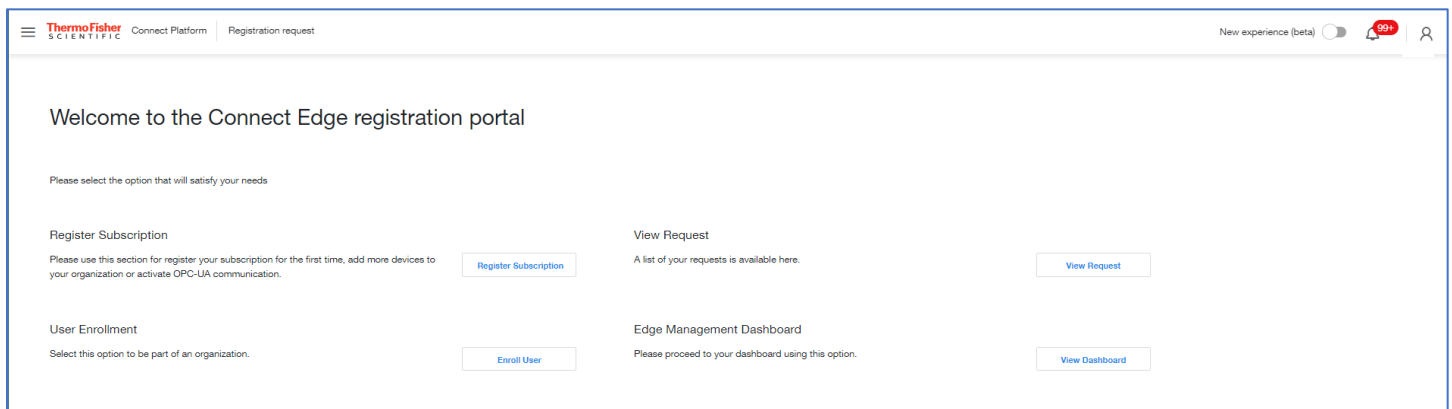 ThermoFisher
SCIENTIFIC
Connect Platform
Registration request
New experience (beta)
99+
Welcome to the Connect Edge registration portal
Please select the option that will satisfy your needs
Register Subscription
Please use this section for register your subscription for the first time, add more devices to
your organization or activate OPC-UA communication.
Register Subscription
View Request
A list of your requests is available here.
View Request
User Enrollment
Select this option to be part of an organization.
Enroll User
Edge Management Dashboard
Please proceed to your dashboard using this option.
View Dashboard